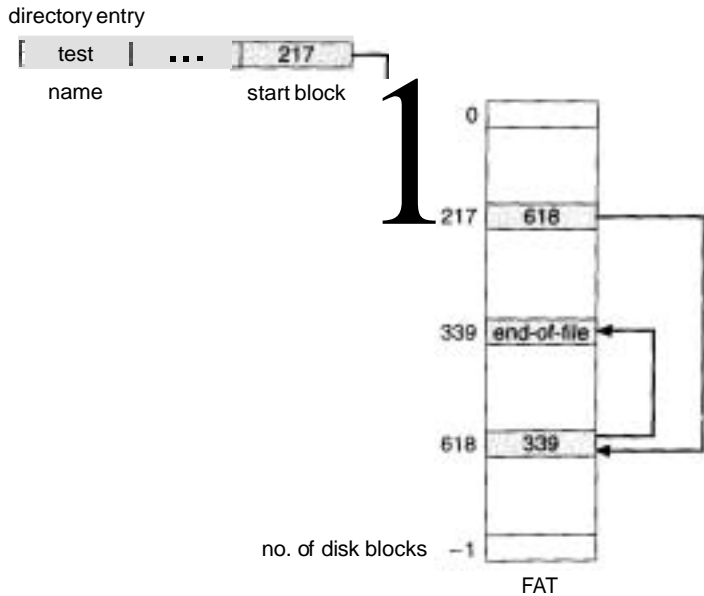 directory entry
test ... 217
name start block
1
0
217 618
339 end-of-file
618 339
no. of disk blocks -1
FAT